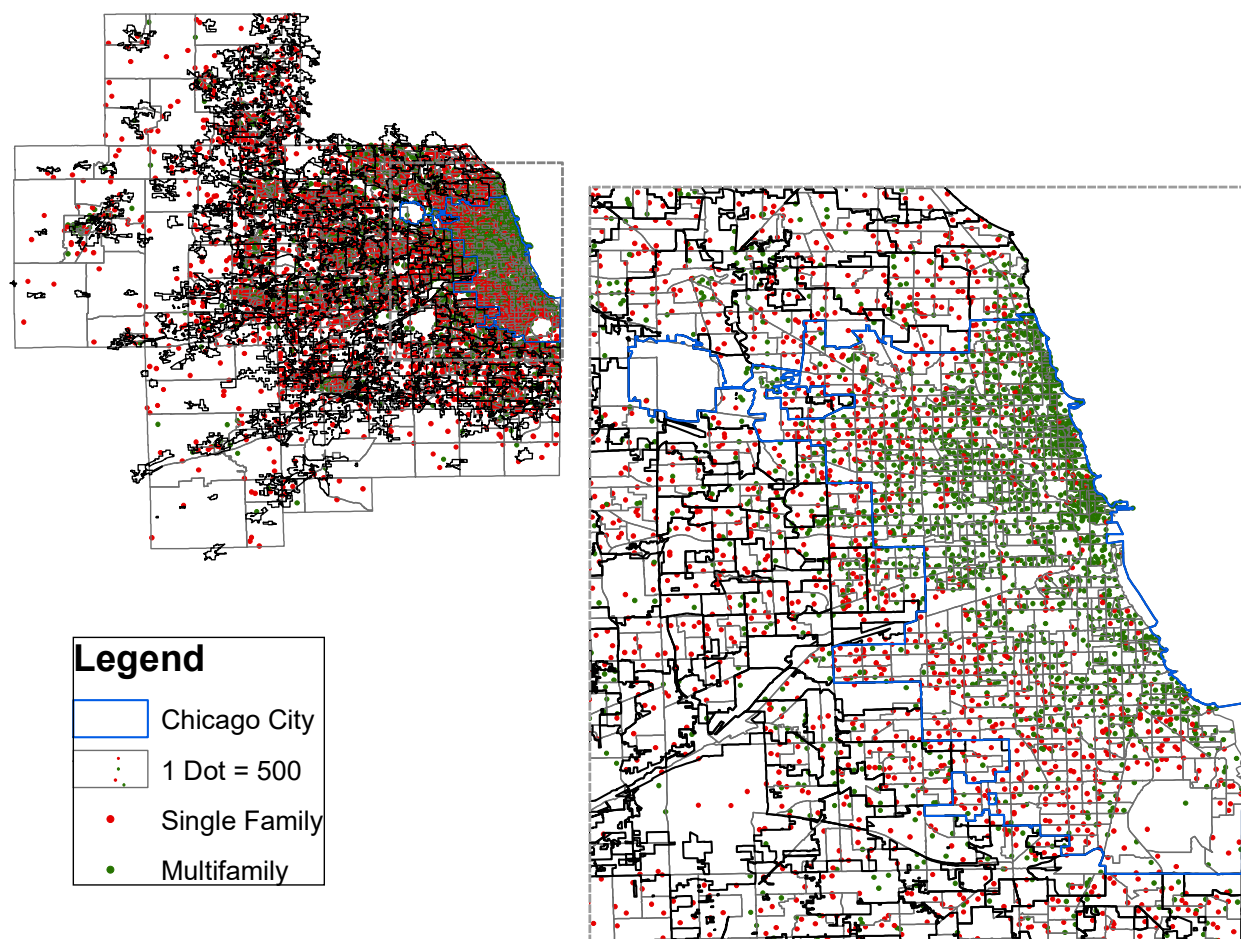 Legend
Chicago City
1 Dot = 500
Single Family
Multifamily